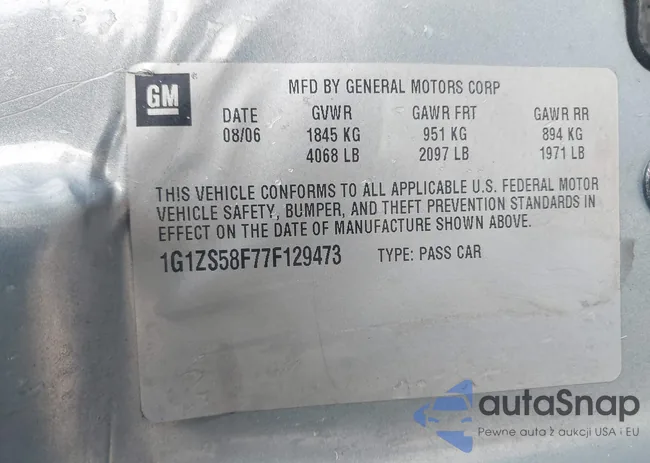 GM
MFD BY GENERAL MOTORS CORP
DATE GVWR GAWR FRT GAWR RR
08/06 1845 KG 951 KG 894 KG
4068 LB 2097 LB 1971 LB
THIS VEHICLE CONFORMS TO ALL APPLICABLE U.S. FEDERAL MOTOR
VEHICLE SAFETY, BUMPER, AND THEFT PREVENTION STANDARDS IN
EFFECT ON THE DATE OF MANUFACTURE SHOWN ABOVE.
1G1ZS58F77F129473 TYPE: PASS CAR
autoSnap
Pewne auto z aukcji USA i EU